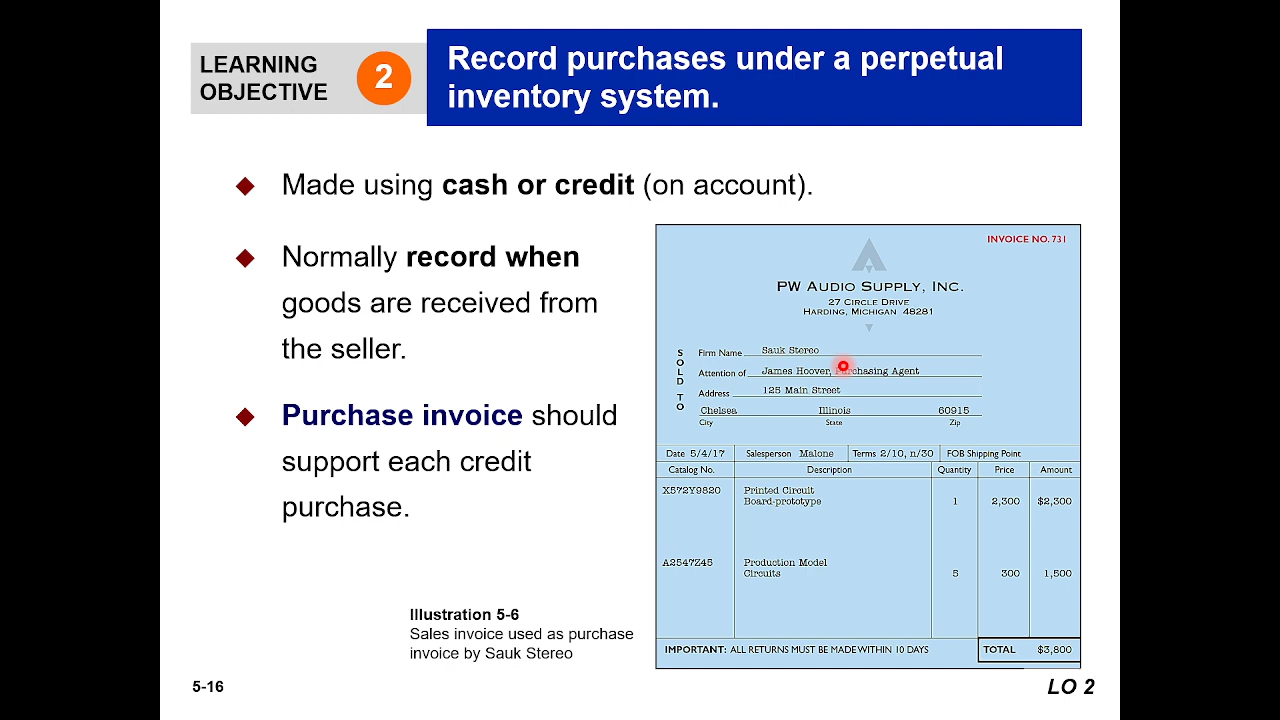 LEARNING
OBJECTIVE
2
Record purchases under a perpetual
inventory system.
Made using cash or credit (on account).
Normally record when
goods are received from
the seller.
Purchase invoice should
support each credit
purchase.
Illustration 5-6
Sales invoice used as purchase
invoice by Sauk Stereo
INVOICE NO. 731
PW AUDIO SUPPLY, INC.
27 CIRCLE DRIVE
HARDING, MICHIGAN 48281
SOLD TO
Firm Name Sauk Stereo
Attention of James Hoover, Purchasing Agent
Address 125 Main Street
Chelsea Illinois 60915
City State Zip
Date 5/4/17 Salesperson Malone Terms 2/10, n/30 FOB Shipping Point
Catalog No. Description Quantity Price Amount
X572Y9820 Printed Circuit
Board-prototype 1 2,300 $2,300
A2547Z45 Production Model
Circuits 5 300 1,500
IMPORTANT: ALL RETURNS MUST BE MADE WITHIN 10 DAYS TOTAL $3,800
5-16
LO 2